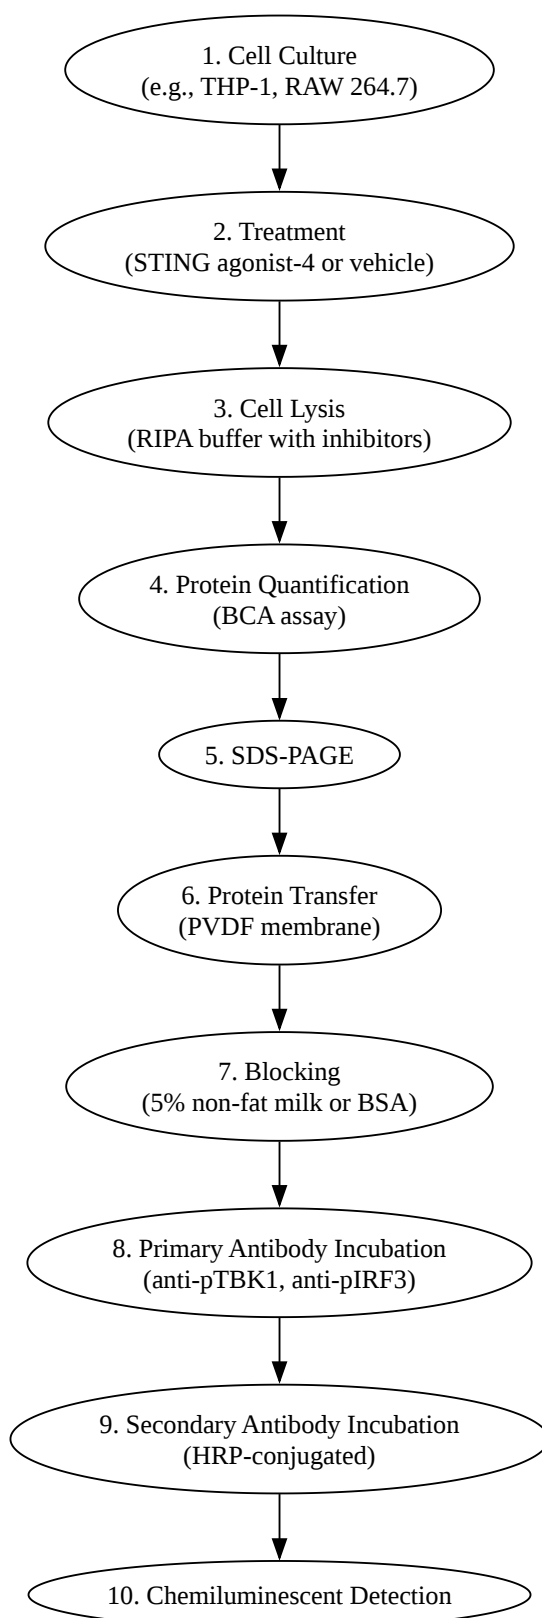 1. Cell Culture
(e.g., THP-1, RAW 264.7)
2. Treatment
(STING agonist-4 or vehicle)
3. Cell Lysis
(RIPA buffer with inhibitors)
4. Protein Quantification
(BCA assay)
5. SDS-PAGE
6. Protein Transfer
(PVDF membrane)
7. Blocking
(5% non-fat milk or BSA)
8. Primary Antibody Incubation
(anti-pTBK1, anti-pIRF3)
9. Secondary Antibody Incubation
(HRP-conjugated)
10. Chemiluminescent Detection